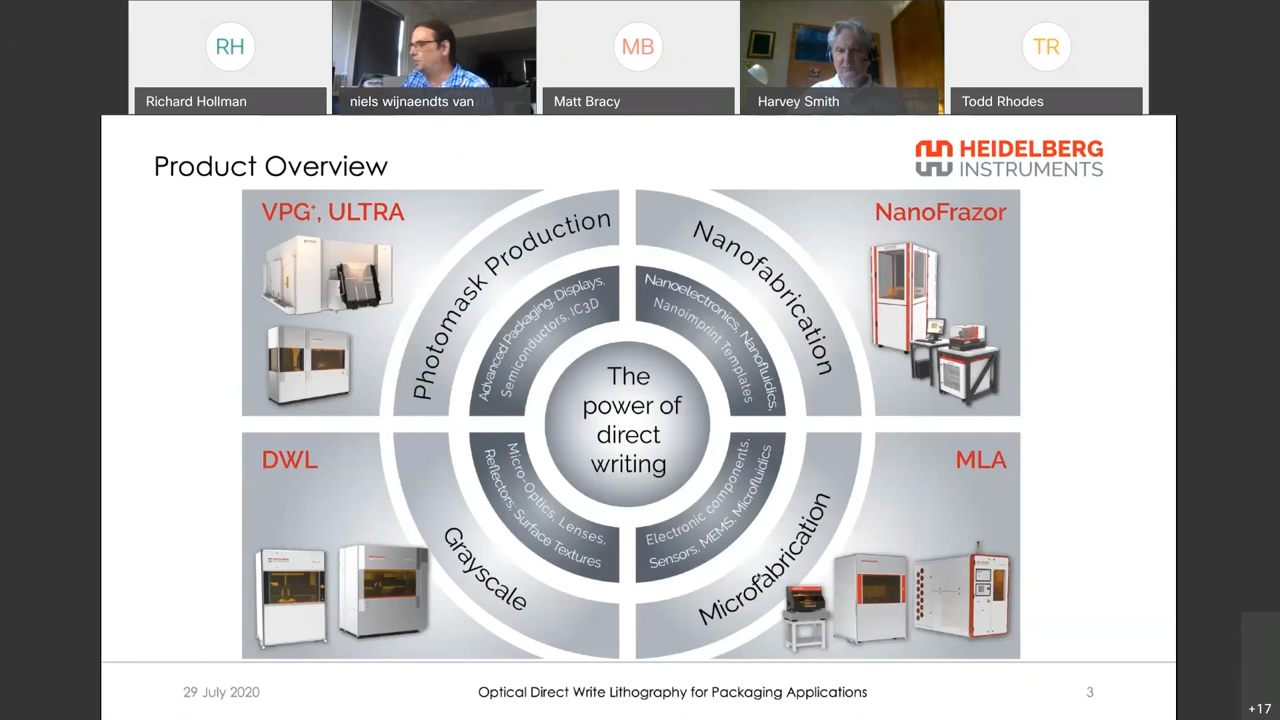 RH
MB
TR
Richard Hollman
niels wijnaendts van
Matt Bracy
Harvey Smith
Todd Rhodes
Product Overview
HEIDELBERG
INSTRUMENTS
VPG+, ULTRA
Photomask Production
Advanced Packaging, Displays,
Semiconductors, IC3D
NanoFrazor
Nanofabrication
Nanoelectronics, Nanofluidics,
Nanoimprint Templates
The
power of
direct
writing
DWL
Grayscale
Micro-Optics, Lenses,
Reflectors, Surface Textures
MLA
Microfabrication
Electronic components,
Sensors, MEMS, Microfluidics
29 July 2020
Optical Direct Write Lithography for Packaging Applications
3
+17